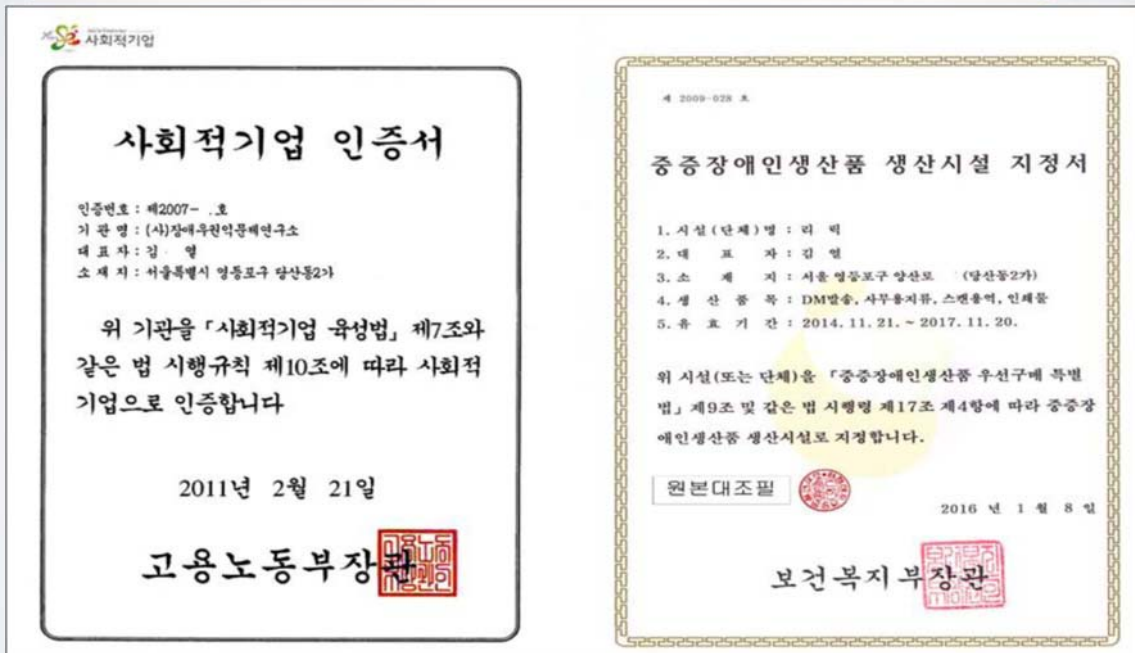 사회적기업
사회적기업 인증서
인증번호 : 제2007- .호
기 관 명 : (사)장애우권익문제연구소
대 표 자 : 김 열
소 재 지 : 서울특별시 영등포구 당산동2가
위 기관을 「사회적기업 육성법」 제7조와
같은 법 시행규칙 제10조에 따라 사회적
기업으로 인증합니다
2011년 2월 21일
고용노동부장관
제 2009-028 호
중증장애인생산품 생산시설 지정서
1. 시 설 (단 체) 명 : 리 빅
2. 대 표 자 : 김 열
3. 소 재 지 : 서울 영등포구 양산로 (당산동2가)
4. 생 산 품 목 : DM발송, 사무용지류, 스캔용역, 인쇄물
5. 유 효 기 간 : 2014. 11. 21. ~ 2017. 11. 20.
위 시설(또는 단체)을 「중증장애인생산품 우선구매 특별
법」 제9조 및 같은 법 시행령 제17조 제4항에 따라 중증장
애인생산품 생산시설로 지정합니다.
원본대조필
2016 년 1 월 8 일
보건복지부장관